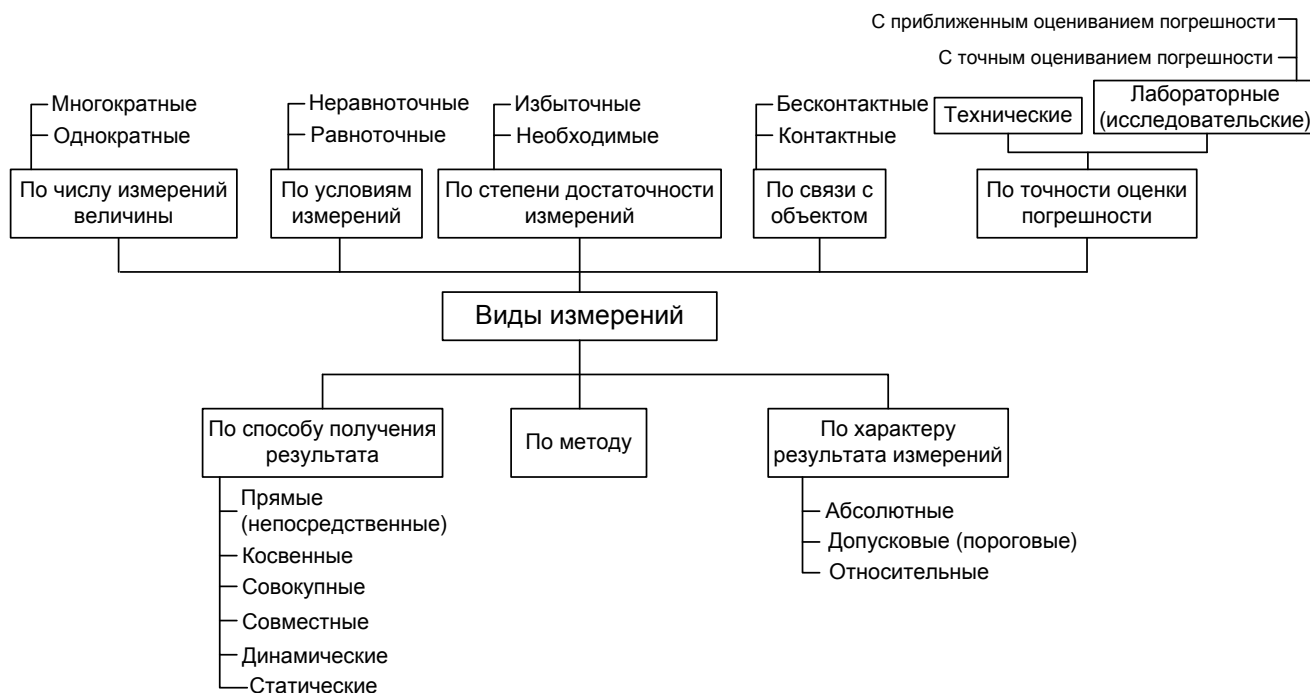 С приближенным оцениванием погрешности
С точным оцениванием погрешности
Многократные
Однократные
Неравноточные
Равноточные
Избыточные
Необходимые
Бесконтактные
Контактные
Технические
Лабораторные
(исследовательские)
По числу измерений
величины
По условиям
измерений
По степени достаточности
измерений
По связи с
объектом
По точности оценки
погрешности
Виды измерений
По способу получения
результата
По методу
По характеру
результата измерений
Прямые
(непосредственные)
Косвенные
Совокупные
Совместные
Динамические
Статические
Абсолютные
Допусковые (пороговые)
Относительные